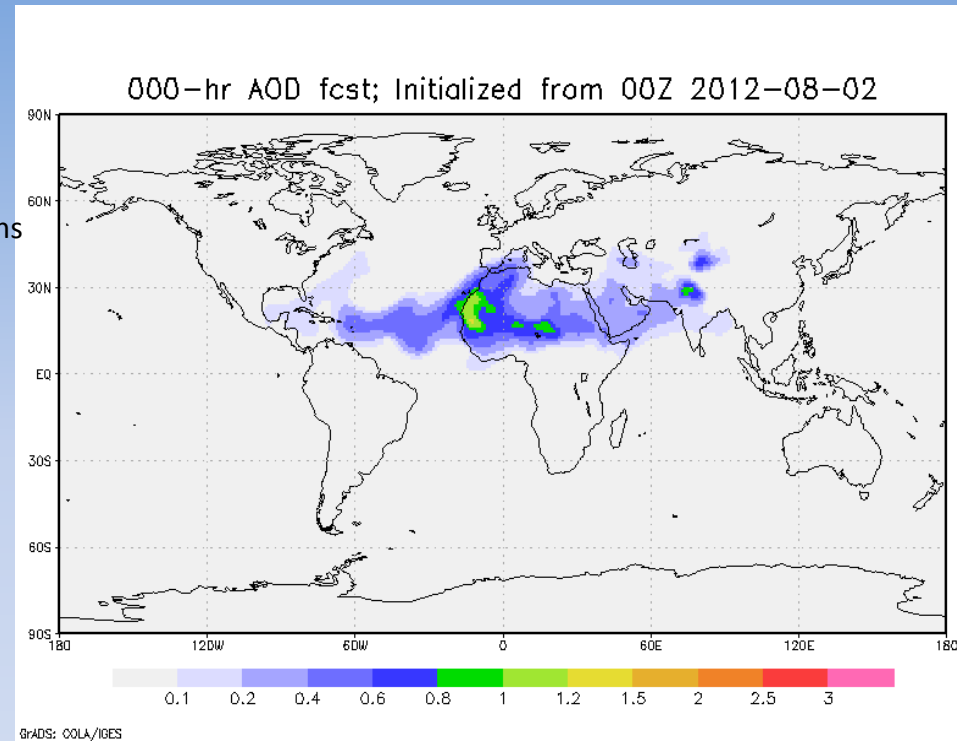 000-hr AOD fcst; Initialized from 00Z 2012-08-02
90N
60N
ns
30N
EQ
30S
60S
90S
180 120W 60W 0 60E 120E 180
0.1 0.2 0.4 0.6 0.8 1 1.2 1.5 2 2.5 3
GrADS: COLA/IGES